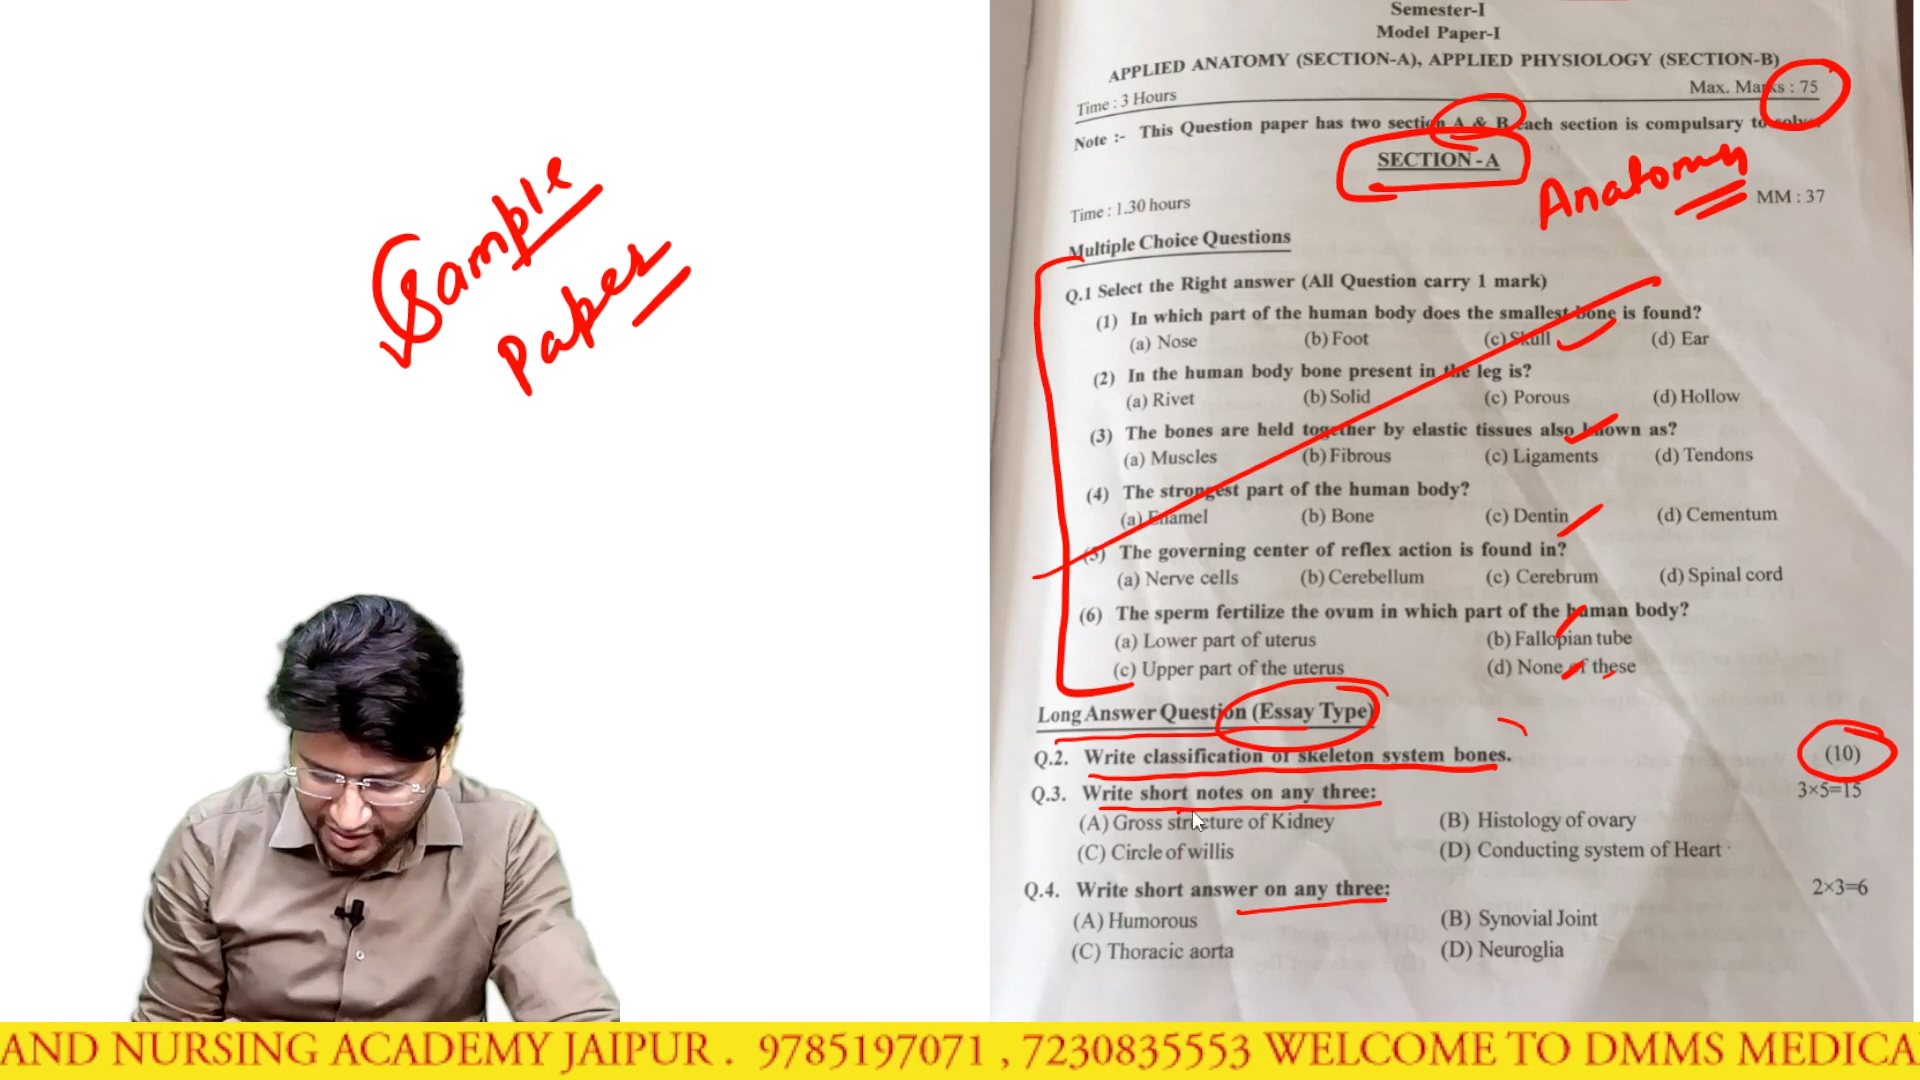 Sample
Paper
Semester-I
Model Paper-I
APPLIED ANATOMY (SECTION-A), APPLIED PHYSIOLOGY (SECTION-B)
Time : 3 Hours Max. Marks : 75
Note :- This Question paper has two section A & B each section is compulsary to solve.
SECTION - A
Anatomy
Time : 1.30 hours MM : 37
Multiple Choice Questions
Q.1 Select the Right answer (All Question carry 1 mark)
(1) In which part of the human body does the smallest bone is found?
(a) Nose (b) Foot (c) Skull (d) Ear
(2) In the human body bone present in the leg is?
(a) Rivet (b) Solid (c) Porous (d) Hollow
(3) The bones are held together by elastic tissues also known as?
(a) Muscles (b) Fibrous (c) Ligaments (d) Tendons
(4) The strongest part of the human body?
(a) Enamel (b) Bone (c) Dentin (d) Cementum
(5) The governing center of reflex action is found in?
(a) Nerve cells (b) Cerebellum (c) Cerebrum (d) Spinal cord
(6) The sperm fertilize the ovum in which part of the human body?
(a) Lower part of uterus (b) Fallopian tube
(c) Upper part of the uterus (d) None of these
Long Answer Question (Essay Type)
Q.2. Write classification of skeleton system bones. (10)
Q.3. Write short notes on any three: 3×5=15
(A) Gross structure of Kidney (B) Histology of ovary
(C) Circle of willis (D) Conducting system of Heart
Q.4. Write short answer on any three: 2×3=6
(A) Humorous (B) Synovial Joint
(C) Thoracic aorta (D) Neuroglia
AND NURSING ACADEMY JAIPUR . 9785197071 , 7230835553 WELCOME TO DMMS MEDICA